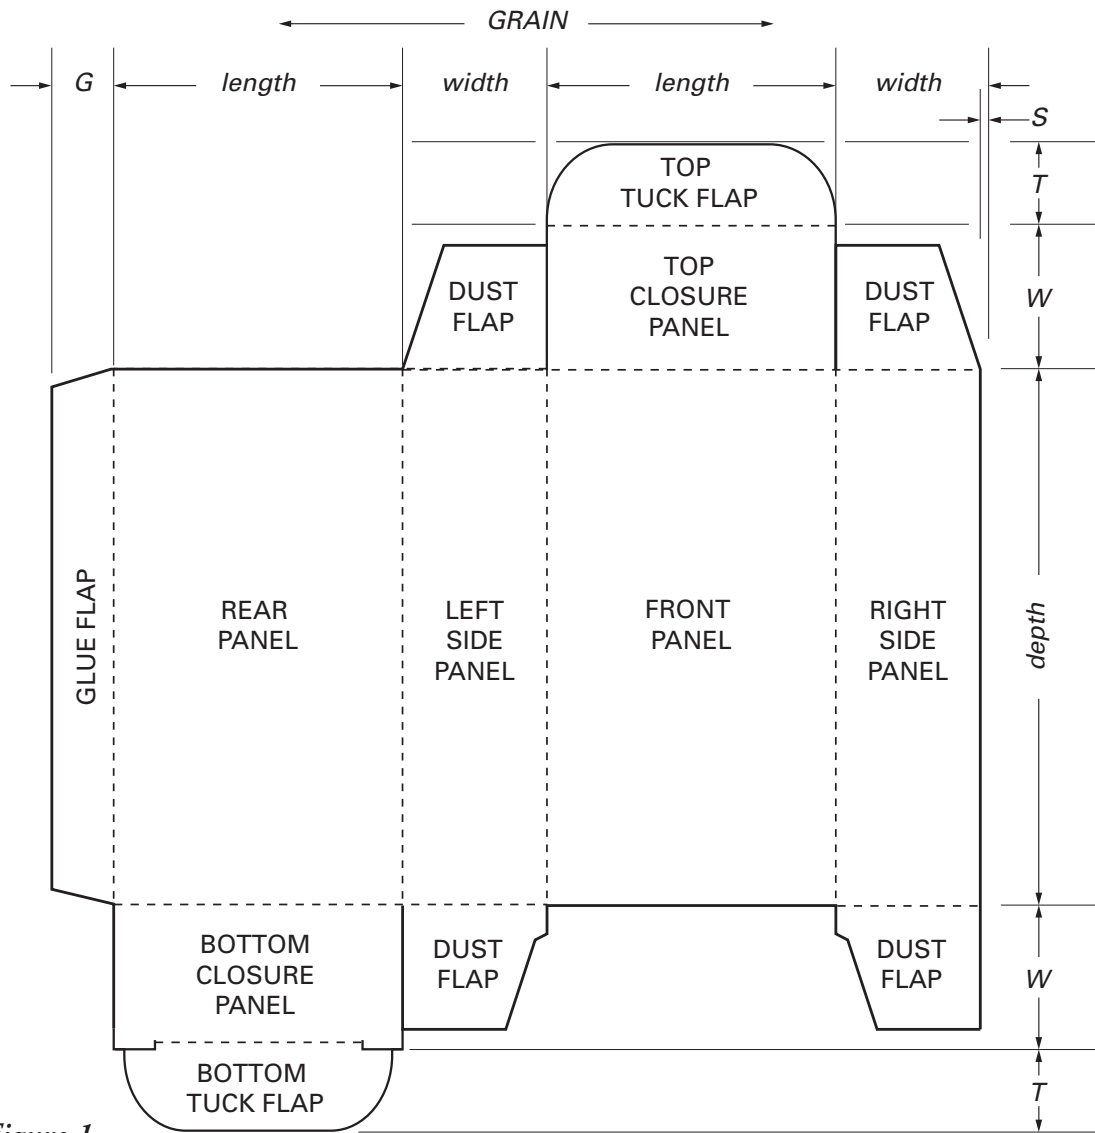 GRAIN
G
length
width
length
width
S
TOP
TUCK FLAP
T
DUST
FLAP
TOP
CLOSURE
PANEL
DUST
FLAP
W
GLUE FLAP
REAR
PANEL
LEFT
SIDE
PANEL
FRONT
PANEL
RIGHT
SIDE
PANEL
depth
BOTTOM
CLOSURE
PANEL
DUST
FLAP
DUST
FLAP
W
BOTTOM
TUCK FLAP
T
Figure 1